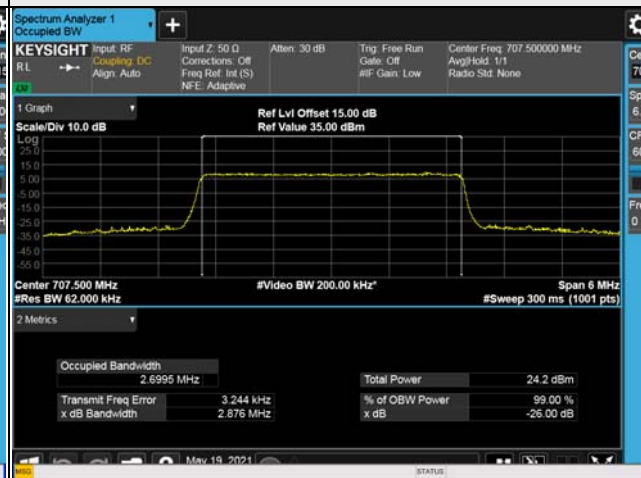 Spectrum Analyzer 1
Occupied BW
KEYSIGHT
R L
LXI
Input: RF
Coupling: DC
Align: Auto
Input Z: 50 Ω
Corrections: Off
Freq Ref: Int (S)
NFE: Adaptive
Atten: 30 dB
Trig: Free Run
Gate: Off
#IF Gain: Low
Center Freq: 707.500000 MHz
Avg|Hold: 1/1
Radio Std: None
1 Graph
Scale/Div 10.0 dB
Ref Lvl Offset 15.00 dB
Ref Value 35.00 dBm
Log
25.0
15.0
5.00
-5.00
-15.0
-25.0
-35.0
-45.0
-55.0
Center 707.500 MHz
#Video BW 200.00 kHz*
Span 6 MHz
#Res BW 62.000 kHz
#Sweep 300 ms (1001 pts)
2 Metrics
Occupied Bandwidth
2.6995 MHz
Total Power 24.2 dBm
Transmit Freq Error 3.244 kHz
% of OBW Power 99.00 %
x dB Bandwidth 2.876 MHz
x dB -26.00 dB
May 19, 2021
MSG
STATUS